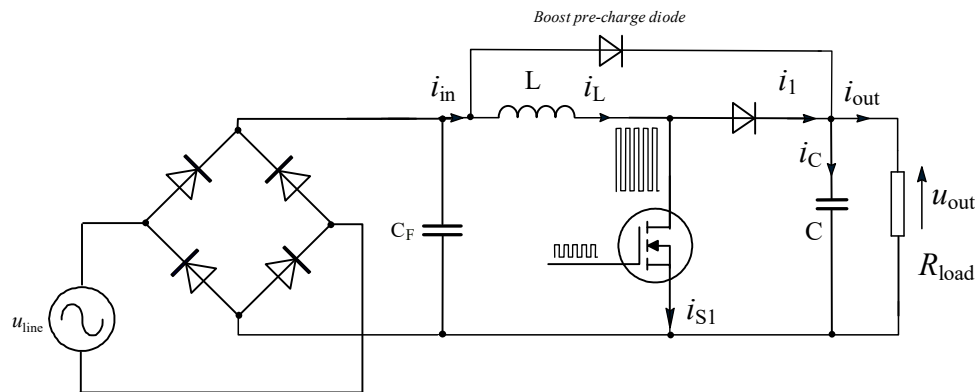 Boost pre-charge diode
i_in
L
i_L
i_1
i_out
i_C
C_F
C
u_out
R_load
u_line
i_S1